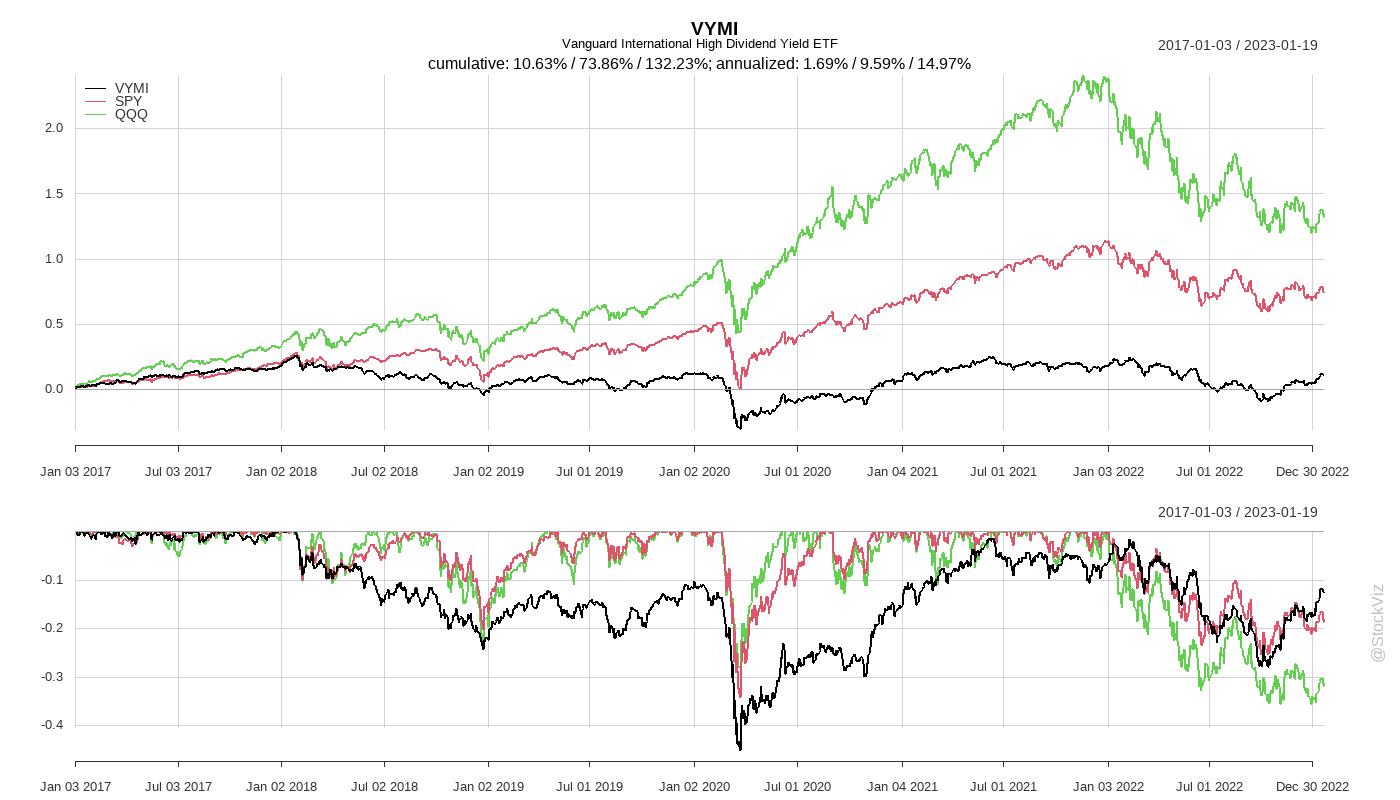 VYMI
Vanguard International High Dividend Yield ETF
2017-01-03 / 2023-01-19
cumulative: 10.63% / 73.86% / 132.23%; annualized: 1.69% / 9.59% / 14.97%
VYMI
SPY
QQQ
2.0
1.5
1.0
0.5
0.0
Jan 03 2017 Jul 03 2017 Jan 02 2018 Jul 02 2018 Jan 02 2019 Jul 01 2019 Jan 02 2020 Jul 01 2020 Jan 04 2021 Jul 01 2021 Jan 03 2022 Jul 01 2022 Dec 30 2022
2017-01-03 / 2023-01-19
-0.1
-0.2
-0.3
-0.4
Jan 03 2017 Jul 03 2017 Jan 02 2018 Jul 02 2018 Jan 02 2019 Jul 01 2019 Jan 02 2020 Jul 01 2020 Jan 04 2021 Jul 01 2021 Jan 03 2022 Jul 01 2022 Dec 30 2022
@StockViz